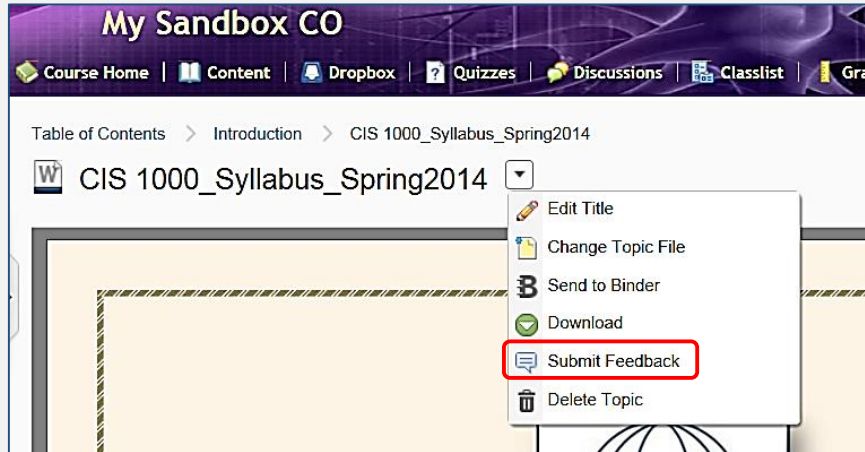 My Sandbox CO
Course Home | Content | Dropbox | Quizzes | Discussions | Classlist | Gra
Table of Contents > Introduction > CIS 1000_Syllabus_Spring2014
CIS 1000_Syllabus_Spring2014
Edit Title
Change Topic File
Send to Binder
Download
Submit Feedback
Delete Topic